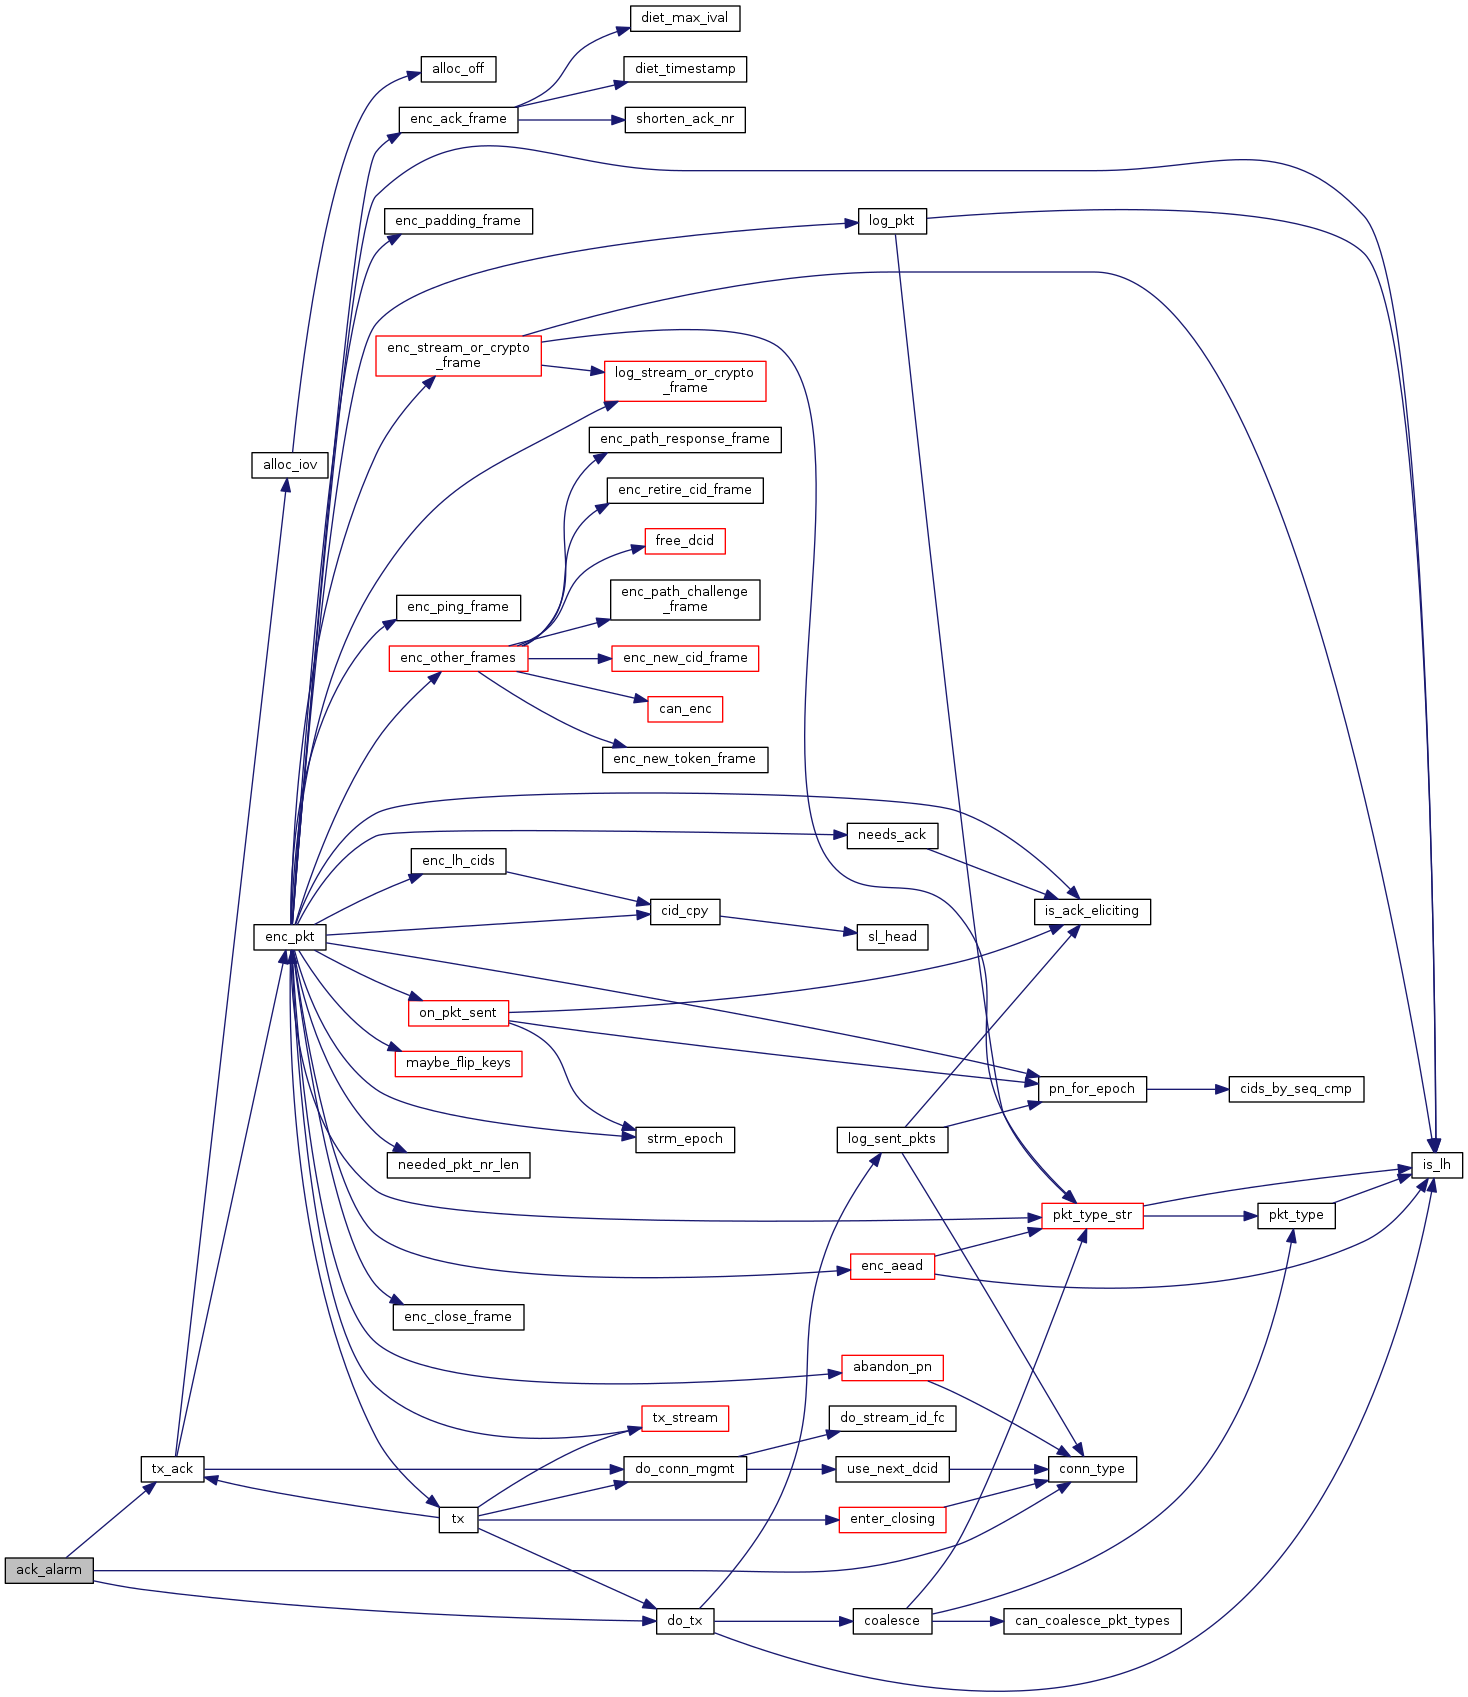 diet_max_ival
alloc_off
diet_timestamp
enc_ack_frame
shorten_ack_nr
enc_padding_frame
log_pkt
enc_stream_or_crypto
_frame
log_stream_or_crypto
_frame
enc_path_response_frame
alloc_iov
enc_retire_cid_frame
free_dcid
enc_path_challenge
_frame
enc_ping_frame
enc_other_frames
enc_new_cid_frame
can_enc
enc_new_token_frame
needs_ack
enc_lh_cids
cid_cpy
is_ack_eliciting
enc_pkt
sl_head
on_pkt_sent
maybe_flip_keys
pn_for_epoch
cids_by_seq_cmp
strm_epoch
log_sent_pkts
needed_pkt_nr_len
is_lh
pkt_type_str
pkt_type
enc_aead
enc_close_frame
abandon_pn
tx_stream
do_stream_id_fc
tx_ack
do_conn_mgmt
use_next_dcid
conn_type
tx
enter_closing
ack_alarm
do_tx
coalesce
can_coalesce_pkt_types